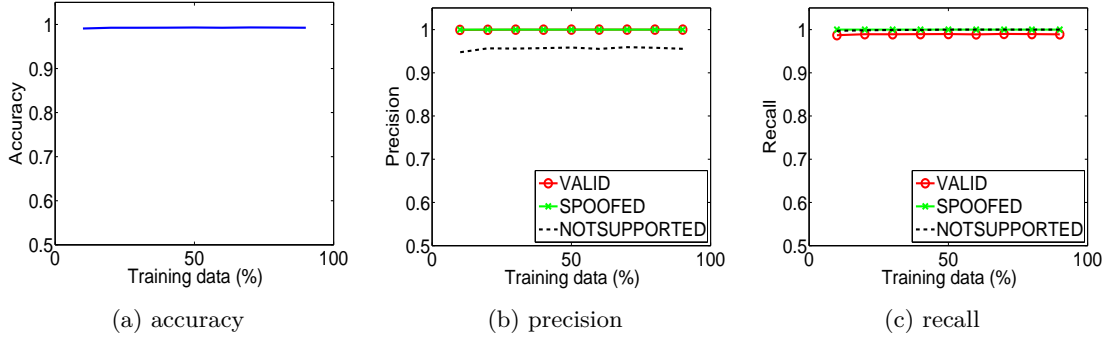 1
0.9
0.8
0.7
0.6
0.5
0 50 100
Accuracy
Training data (%)
(a) accuracy
1
0.9
0.8
0.7
0.6
0.5
0 50 100
Precision
Training data (%)
VALID
SPOOFED
NOTSUPPORTED
(b) precision
1
0.9
0.8
0.7
0.6
0.5
0 50 100
Recall
Training data (%)
VALID
SPOOFED
NOTSUPPORTED
(c) recall